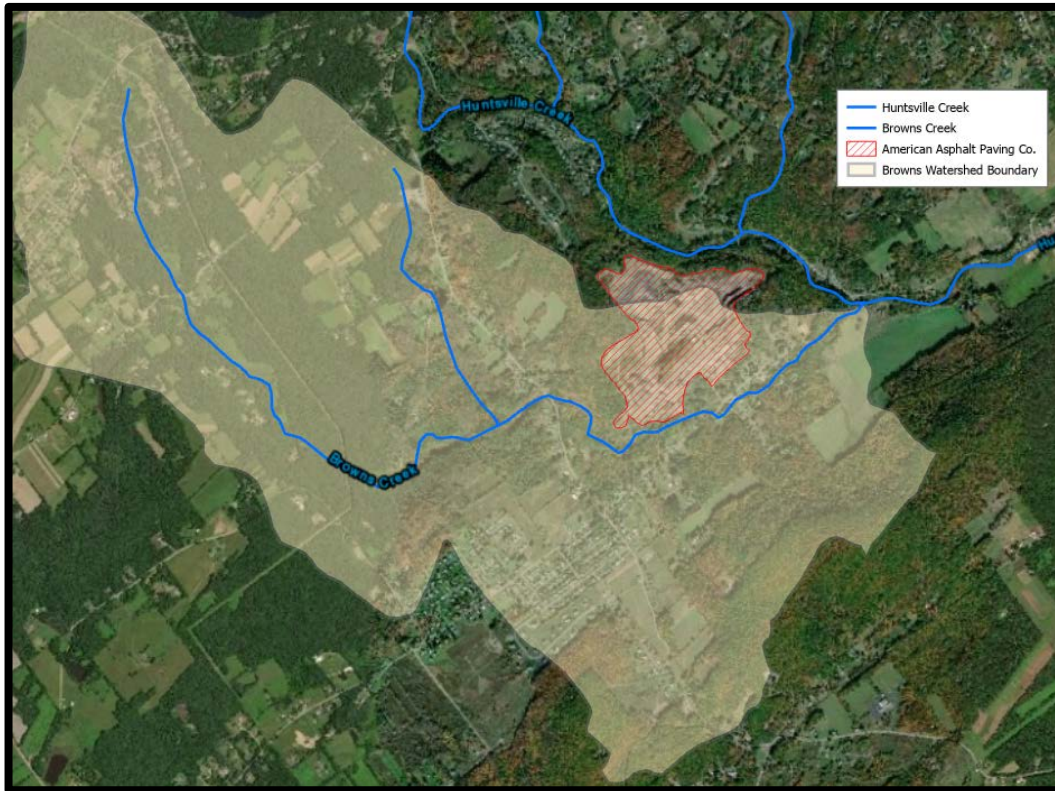 Huntsville Creek
Huntsville Creek
Browns Creek
American Asphalt Paving Co.
Browns Watershed Boundary
Browns Creek